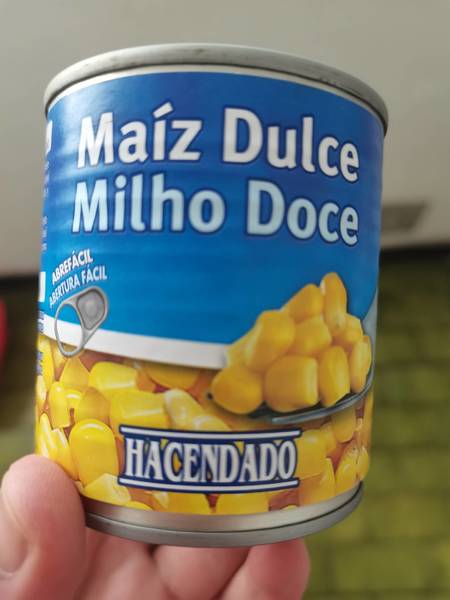 Maíz Dulce
Milho Doce
ABREFÁCIL
ABERTURA FÁCIL
HACENDADO